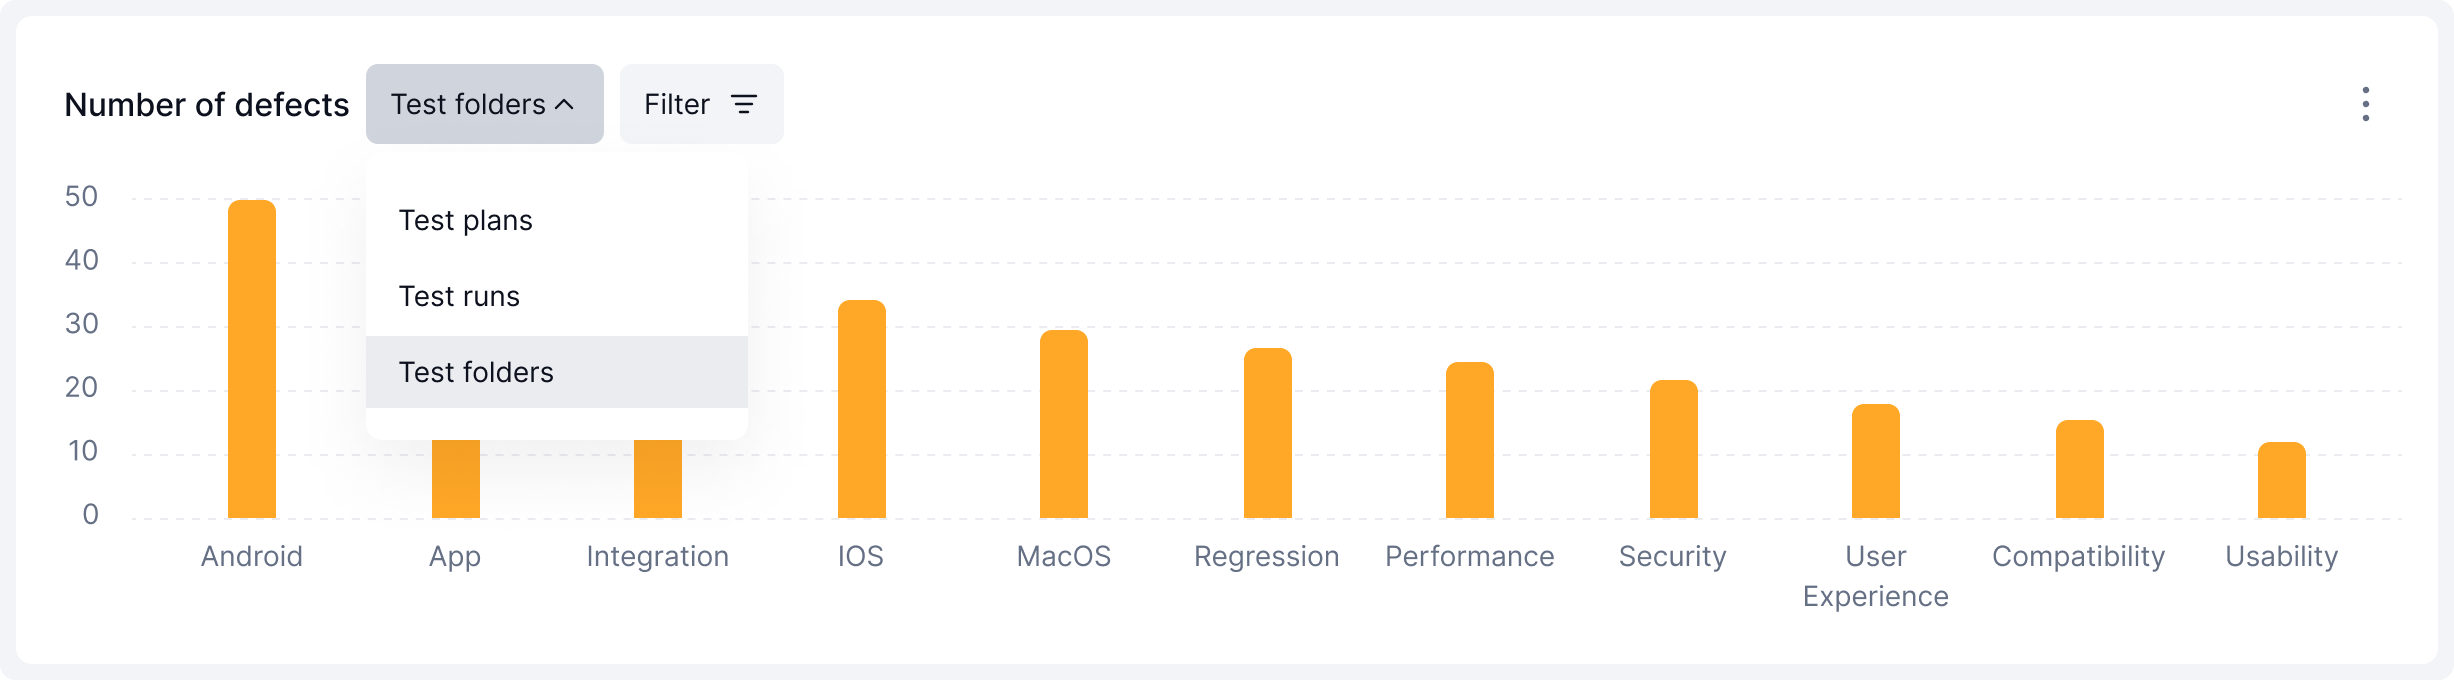 Number of defects Test folders Filter
Test plans
Test runs
Test folders
50
40
30
20
10
0
Android App Integration IOS MacOS Regression Performance Security User Experience Compatibility Usability